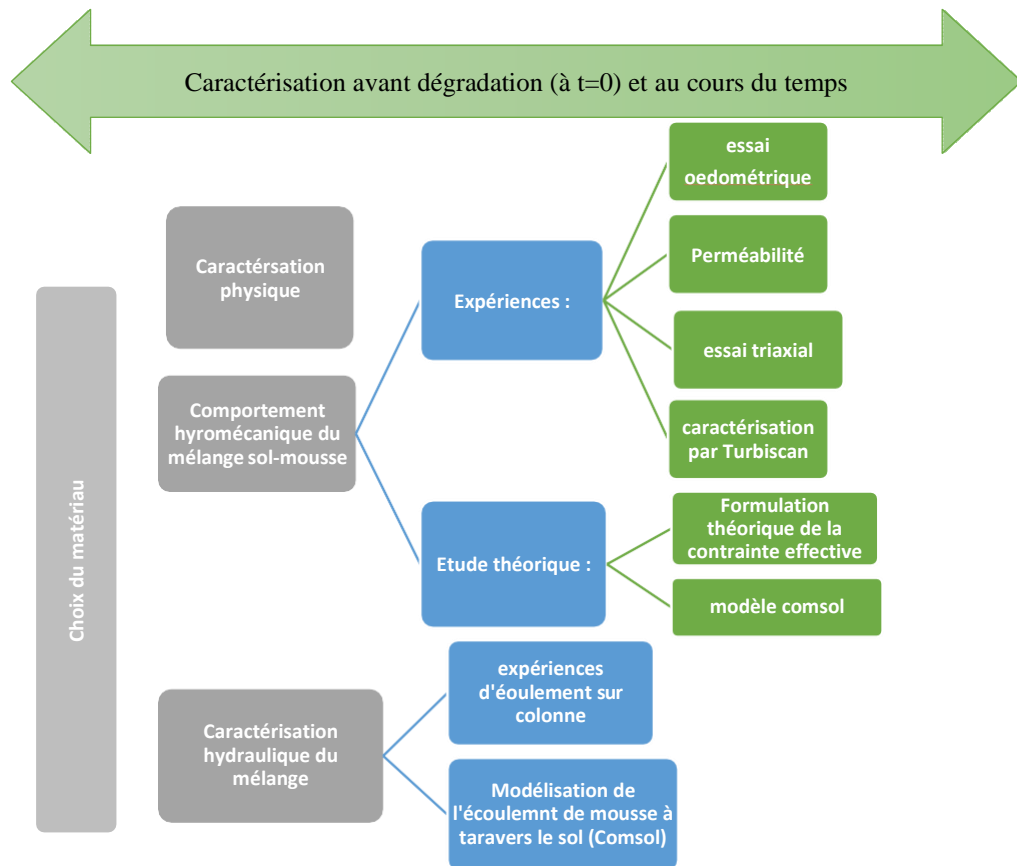 Caractérisation avant dégradation (à t=0) et au cours du temps
Choix du matériau
Caractérsation
physique
Comportement
hyromécanique du
mélange sol-mousse
Expériences :
essai
oedométrique
Perméabilité
essai triaxial
caractérisation
par Turbiscan
Etude théorique :
Formulation
théorique de la
contrainte effective
modèle comsol
Caractérisation
hydraulique du
mélange
expériences
d'éoulement sur
colonne
Modélisation de
l'écoulemnt de mousse à
taravers le sol (Comsol)